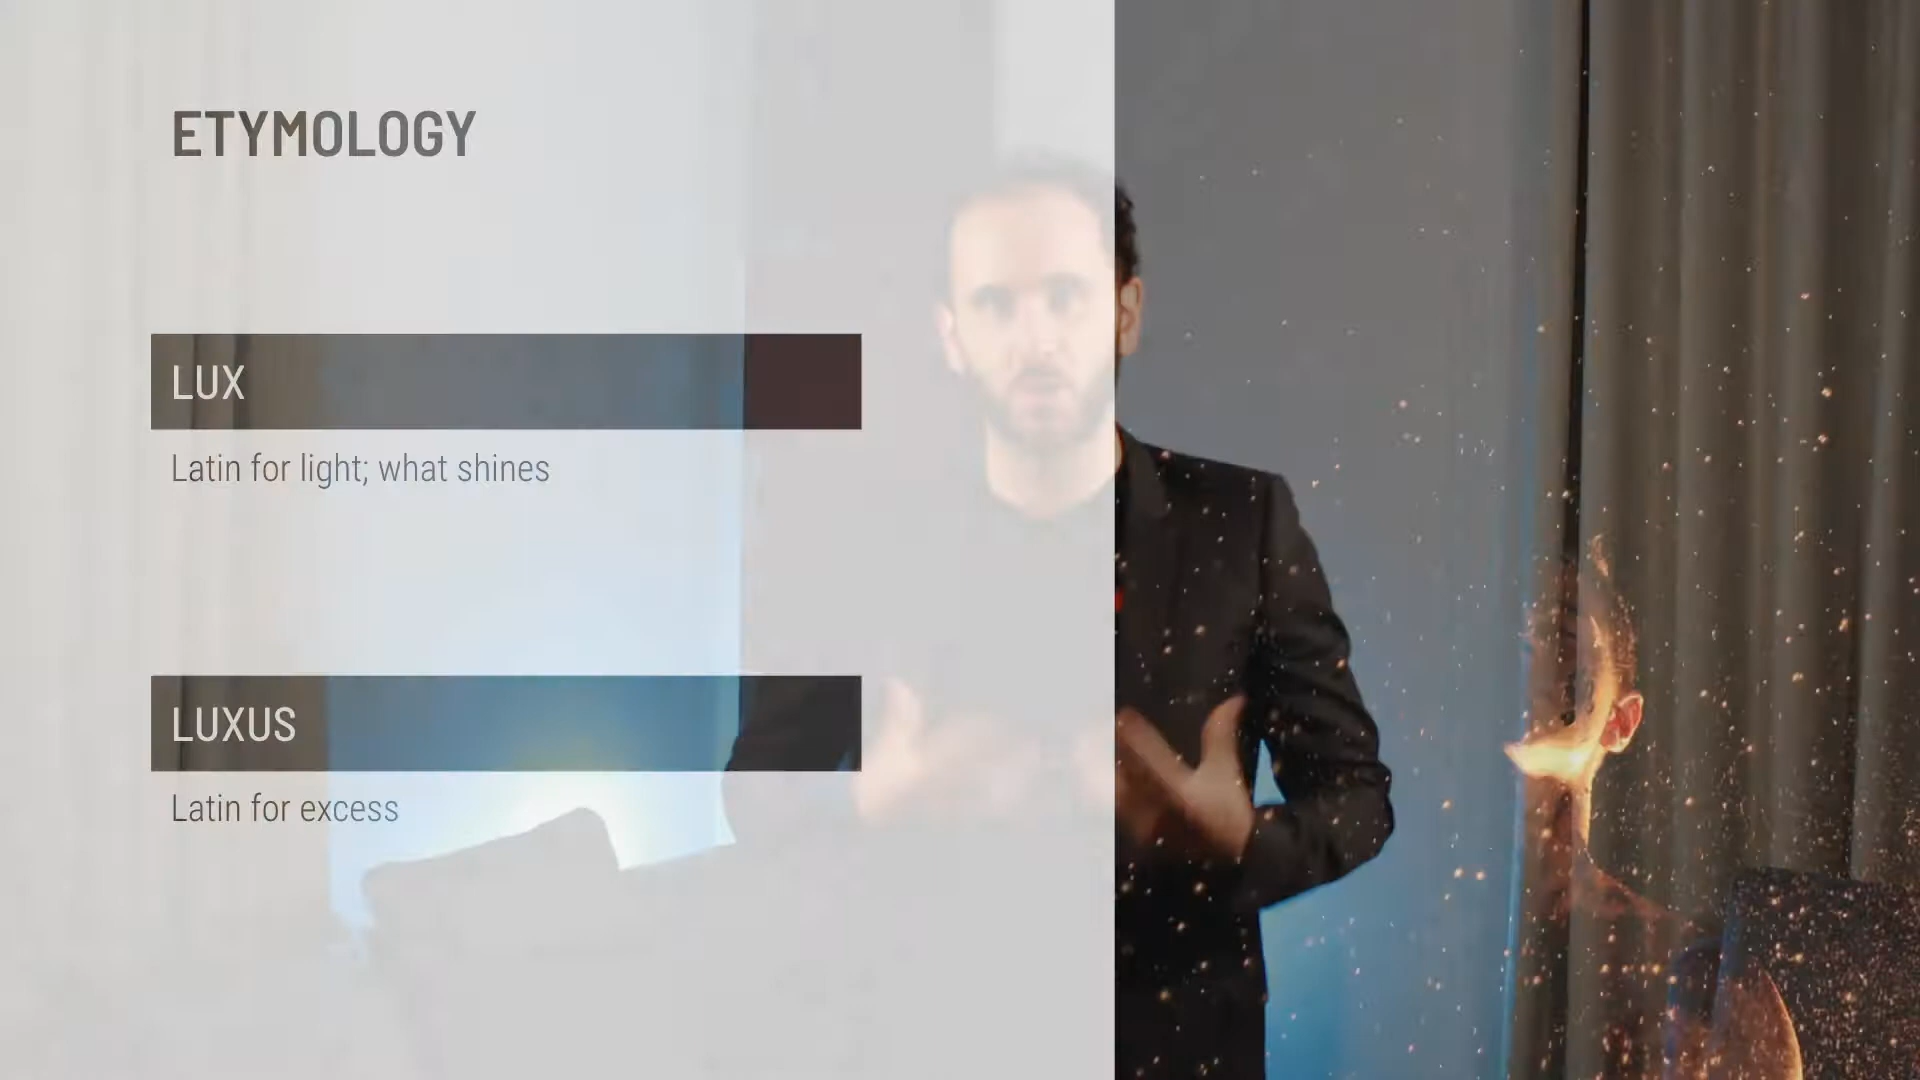 ETYMOLOGY
LUX
Latin for light; what shines
LUXUS
Latin for excess